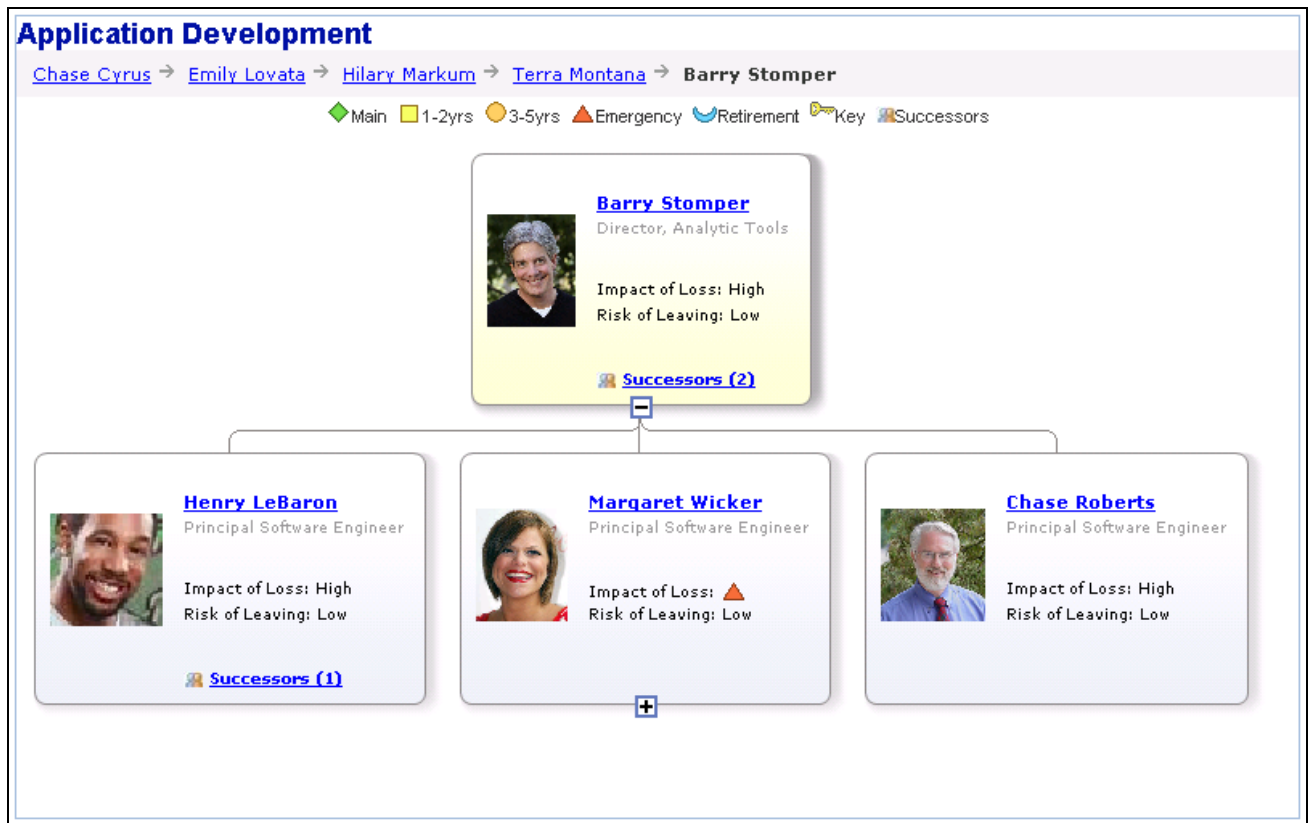 Application Development
Chase Cyrus Emily Lovata Hilary Markum Terra Montana Barry Stomper
Main 1-2yrs 3-5yrs Emergency Retirement Key Successors
Barry Stomper
Director, Analytic Tools
Impact of Loss: High
Risk of Leaving: Low
Successors (2)
Henry LeBaron
Principal Software Engineer
Impact of Loss: High
Risk of Leaving: Low
Successors (1)
Margaret Wicker
Principal Software Engineer
Impact of Loss:
Risk of Leaving: Low
Chase Roberts
Principal Software Engineer
Impact of Loss: High
Risk of Leaving: Low